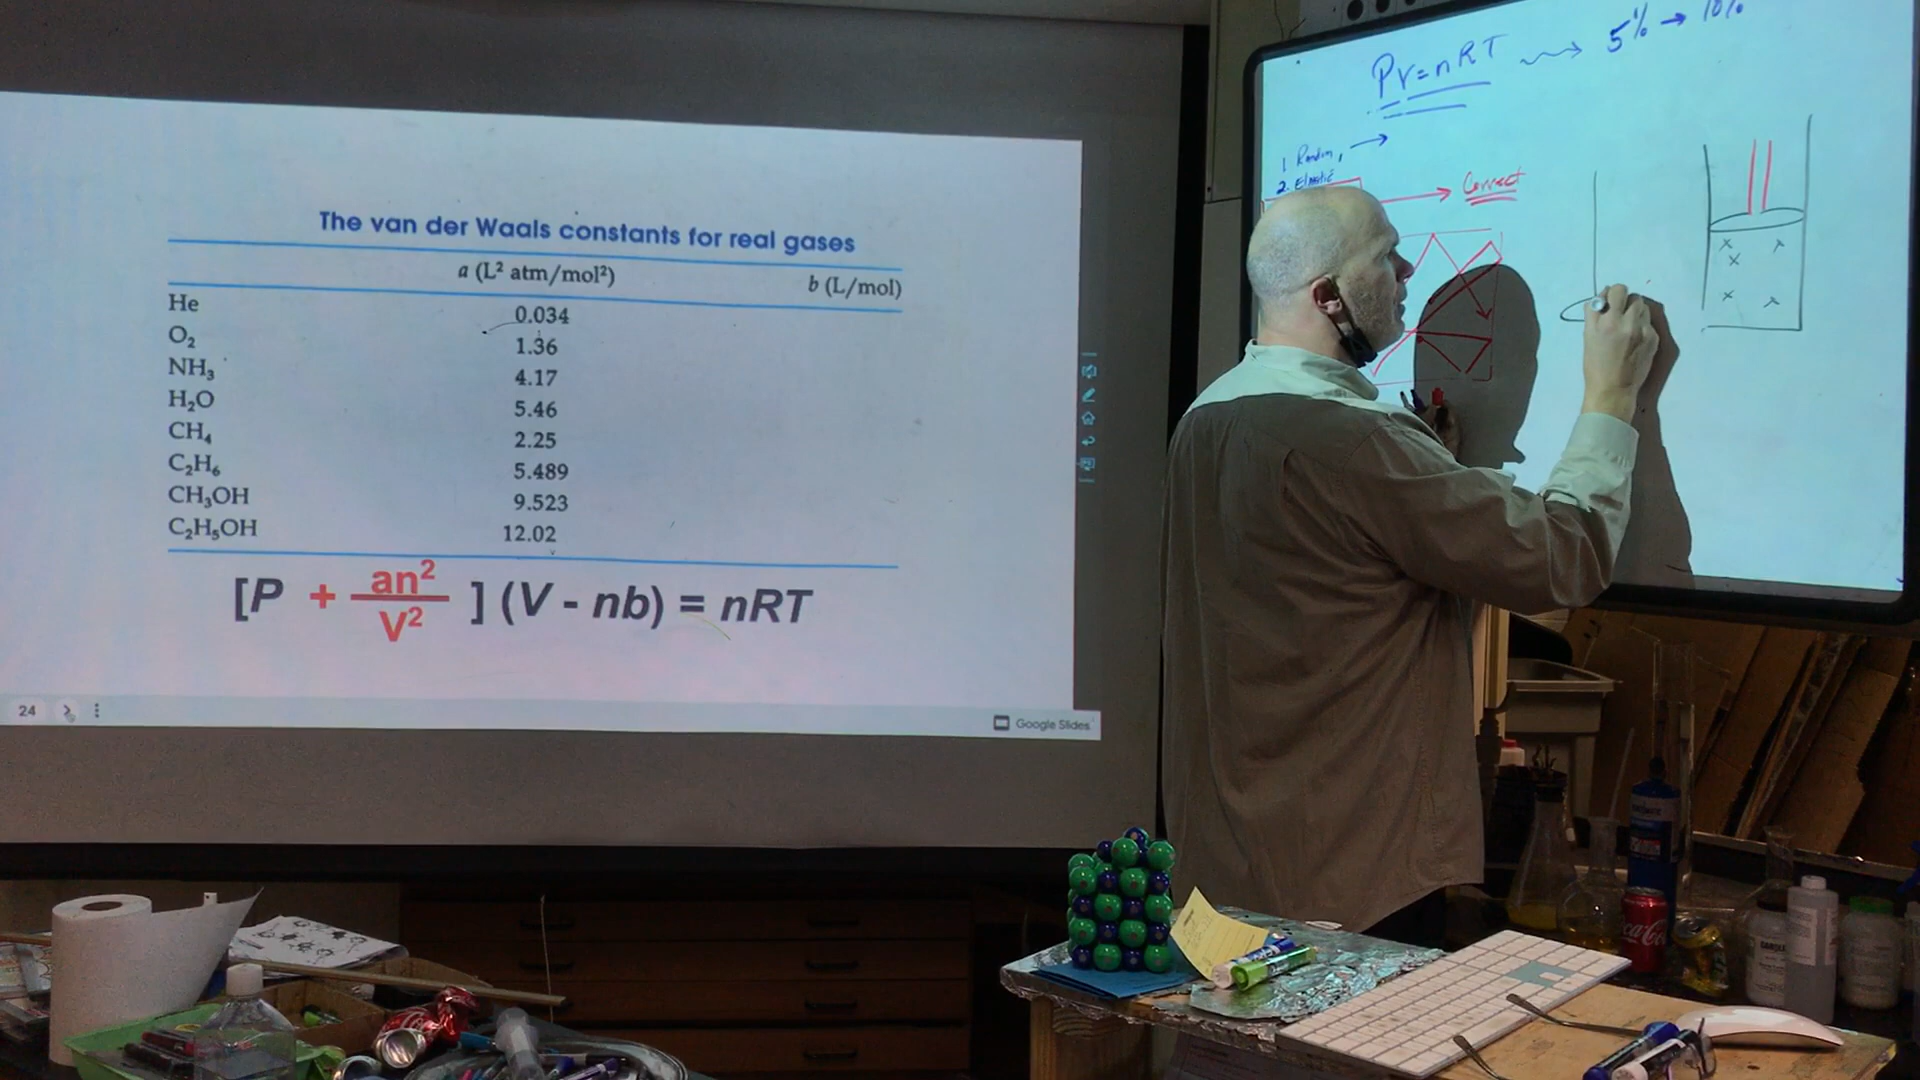 The van der Waals constants for real gases
a (L² atm/mol²) b (L/mol)
He 0.034
O₂ 1.36
NH₃ 4.17
H₂O 5.46
CH₄ 2.25
C₂H₆ 5.489
CH₃OH 9.523
C₂H₅OH 12.02
[P + an²/V² ] (V - nb) = nRT
24
Google Slides
PV=nRT → 5% → 10%
1. Random, →
2. Elastic
→ Correct
Coca-Cola